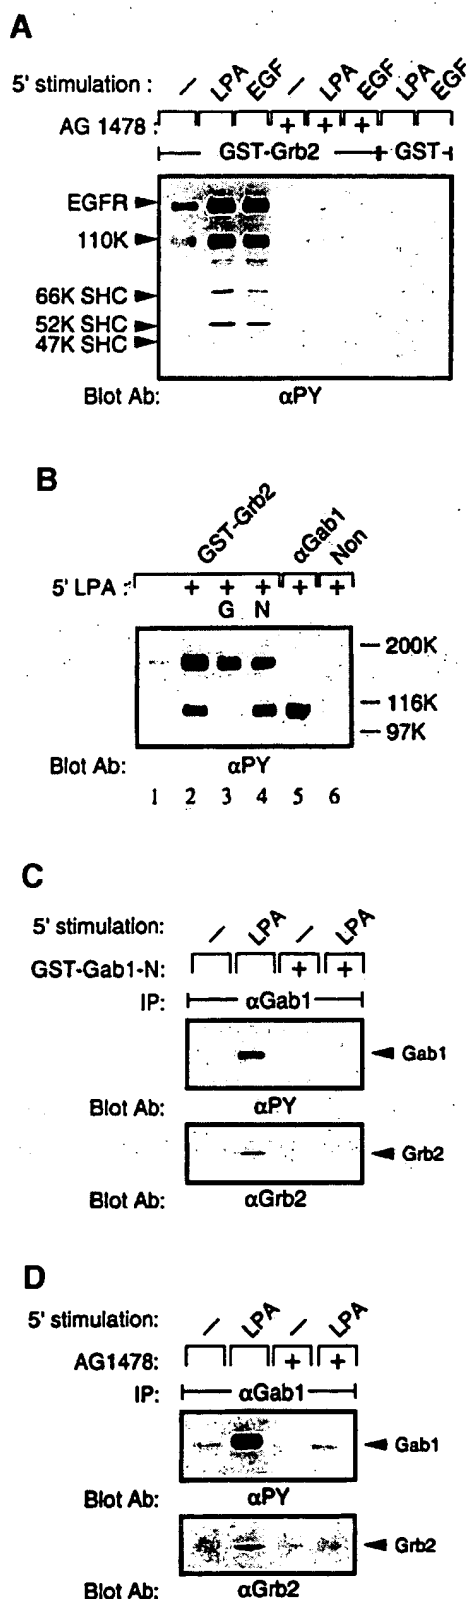 A
5' stimulation : – LPA EGF – LPA EGF LPA EGF
AG 1478 : + + +
GST-Grb2 GST
EGFR
110K
66K SHC
52K SHC
47K SHC
Blot Ab: αPY
B
GST-Grb2 αGab1 Non
5' LPA : + + + + +
G N
200K
116K
97K
Blot Ab: αPY
1 2 3 4 5 6
C
5' stimulation: – LPA – LPA
GST-Gab1-N: + +
IP: αGab1
Gab1
Blot Ab: αPY
Grb2
Blot Ab: αGrb2
D
5' stimulation: – LPA – LPA
AG1478: + +
IP: αGab1
Gab1
Blot Ab: αPY
Grb2
Blot Ab: αGrb2